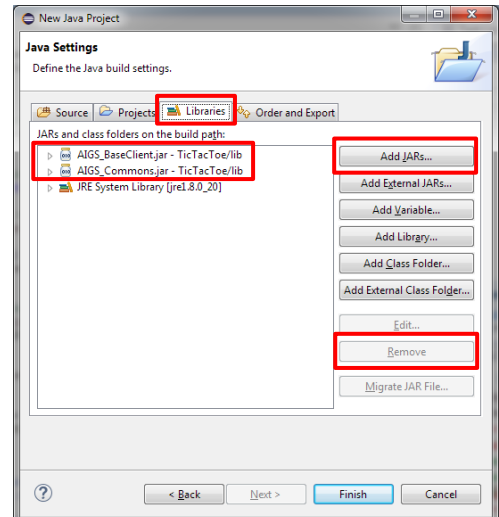 New Java Project
Java Settings
Define the Java build settings.
Source Projects Libraries Order and Export
JARs and class folders on the build path:
AIGS_BaseClient.jar - TicTacToe/lib
AIGS_Commons.jar - TicTacToe/lib
JRE System Library [jre1.8.0_20]
Add JARs...
Add External JARs...
Add Variable...
Add Library...
Add Class Folder...
Add External Class Folder...
Edit...
Remove
Migrate JAR File...
? < Back Next > Finish Cancel